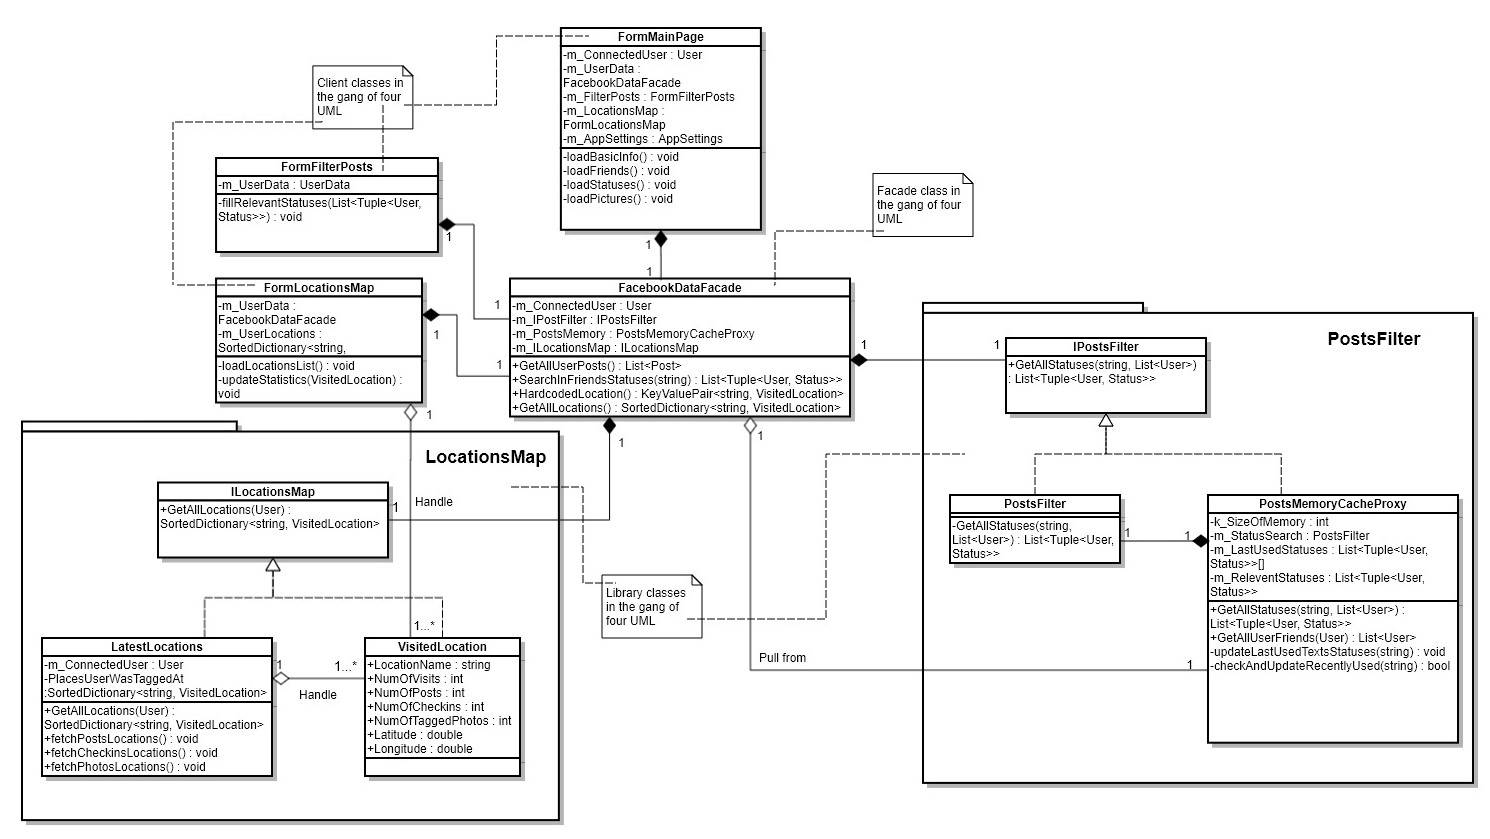 FormMainPage
-m_ConnectedUser : User
-m_UserData :
FacebookDataFacade
-m_FilterPosts : FormFilterPosts
-m_LocationsMap :
FormLocationsMap
-m_AppSettings : AppSettings
-loadBasicInfo() : void
-loadFriends() : void
-loadStatuses() : void
-loadPictures() : void
Client classes in
the gang of four
UML
FormFilterPosts
-m_UserData : UserData
-fillRelevantStatuses(List<Tuple<User,
Status>>) : void
Facade class in
the gang of four
UML
1
1
1
1
FormLocationsMap
-m_UserData :
FacebookDataFacade
-m_UserLocations :
SortedDictionary<string,
-loadLocationsList() : void
-updateStatistics(VisitedLocation) :
void
1
1
FacebookDataFacade
-m_ConnectedUser : User
-m_IPostFilter : IPostsFilter
-m_PostsMemory : PostsMemoryCacheProxy
-m_ILocationsMap : ILocationsMap
+GetAllUserPosts() : List<Post>
+SearchInFriendsStatuses(string) : List<Tuple<User, Status>>
+HardcodedLocation() : KeyValuePair<string, VisitedLocation>
+GetAllLocations() : SortedDictionary<string, VisitedLocation>
1
1
PostsFilter
IPostsFilter
+GetAllStatuses(string, List<User>)
: List<Tuple<User, Status>>
1
1
1
LocationsMap
ILocationsMap
+GetAllLocations(User) :
SortedDictionary<string, VisitedLocation>
1
Handle
PostsFilter
-GetAllStatuses(string,
List<User>) : List<Tuple<User,
Status>>
1
1
PostsMemoryCacheProxy
-k_SizeOfMemory : int
-m_StatusSearch : PostsFilter
-m_LastUsedStatuses : List<Tuple<User,
Status>>[]
-m_ReleventStatuses : List<Tuple<User,
Status>>
+GetAllStatuses(string, List<User>) :
List<Tuple<User, Status>>
+GetAllUserFriends(User) : List<User>
-updateLastUsedTextsStatuses(string) : void
-checkAndUpdateRecentlyUsed(string) : bool
Library classes
in the gang of
four UML
1...*
LatestLocations
-m_ConnectedUser : User
-PlacesUserWasTaggedAt
:SortedDictionary<string, VisitedLocation>
+GetAllLocations(User) :
SortedDictionary<string, VisitedLocation>
+fetchPostsLocations() : void
+fetchCheckinsLocations() : void
+fetchPhotosLocations() : void
1
1...*
Handle
VisitedLocation
+LocationName : string
+NumOfVisits : int
+NumOfPosts : int
+NumOfCheckins : int
+NumOfTaggedPhotos : int
+Latitude : double
+Longitude : double
Pull from
1